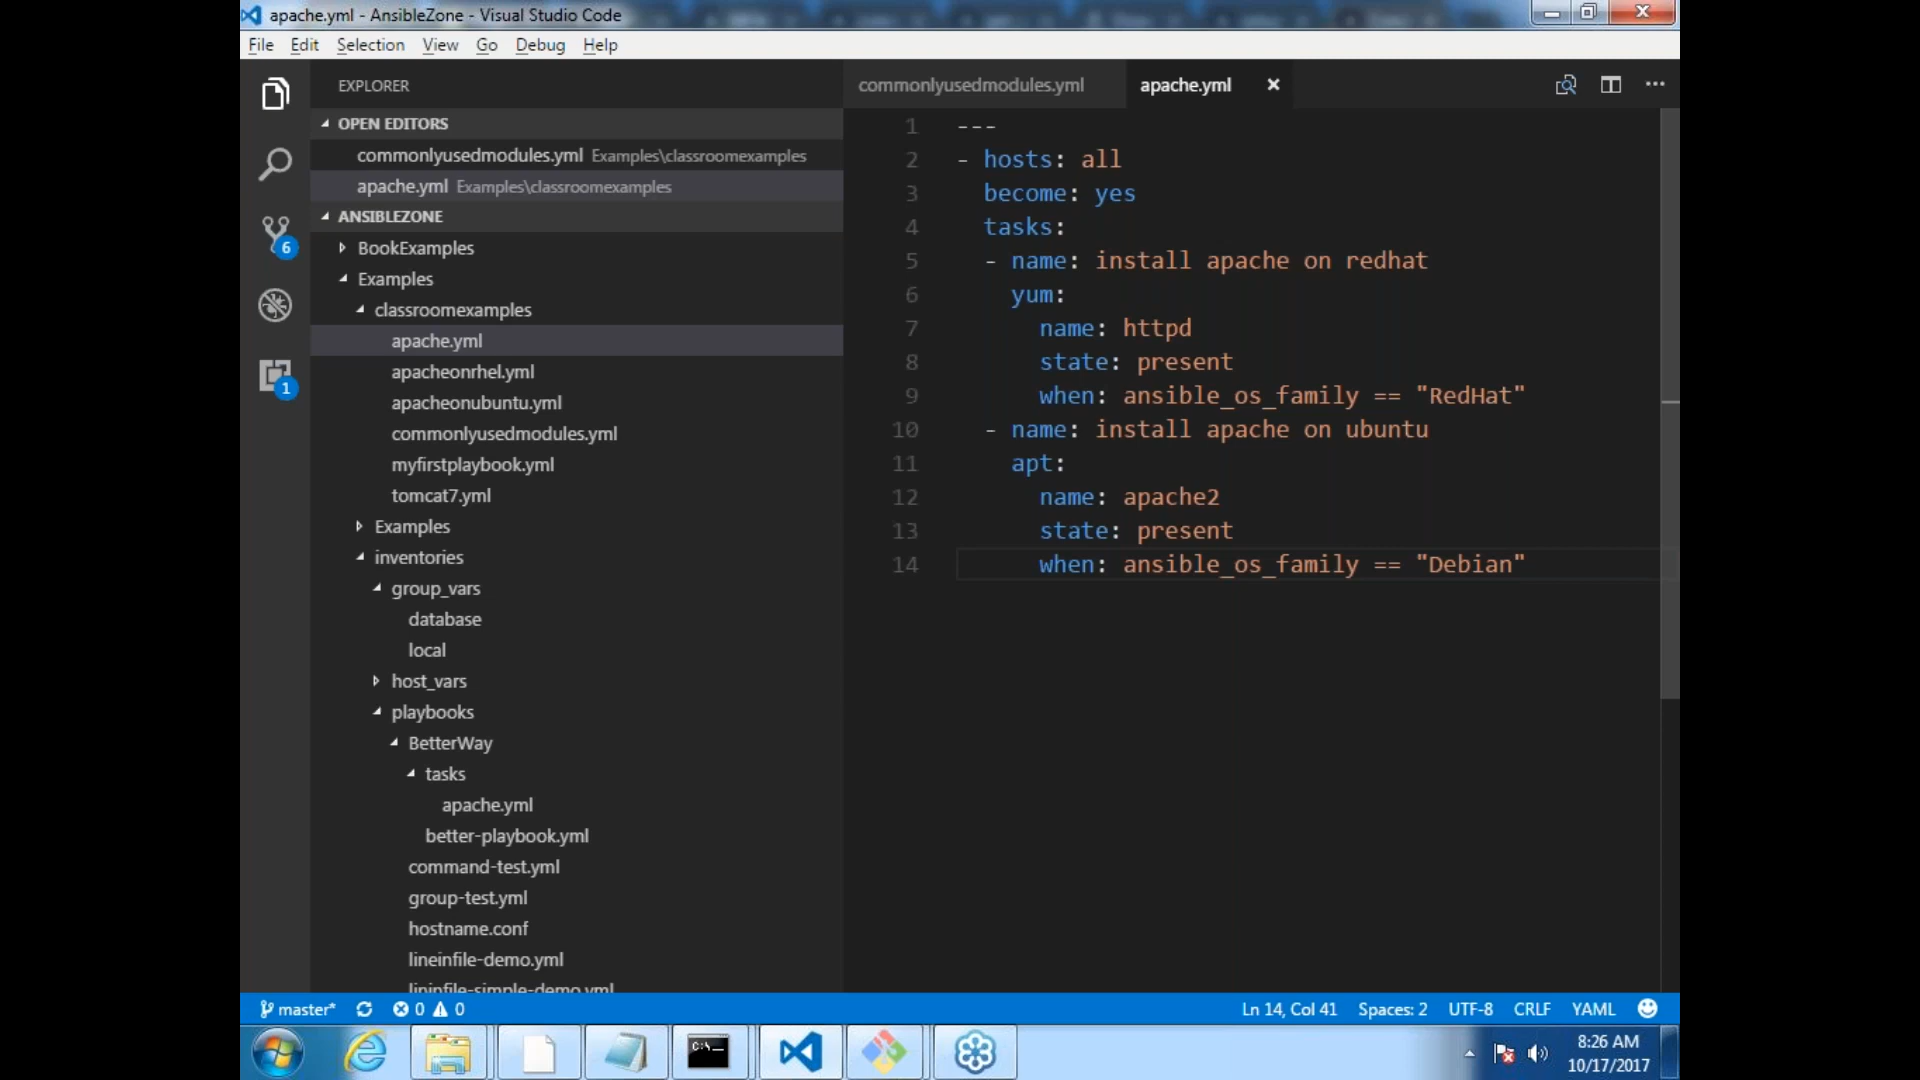 apache.yml - AnsibleZone - Visual Studio Code
File Edit Selection View Go Debug Help
EXPLORER
OPEN EDITORS
commonlyusedmodules.yml Examples\classroomexamples
apache.yml Examples\classroomexamples
ANSIBLEZONE
BookExamples
Examples
classroomexamples
apache.yml
apacheonrhel.yml
apacheonubuntu.yml
commonlyusedmodules.yml
myfirstplaybook.yml
tomcat7.yml
Examples
inventories
group_vars
database
local
host_vars
playbooks
BetterWay
tasks
apache.yml
better-playbook.yml
command-test.yml
group-test.yml
hostname.conf
lineinfile-demo.yml
lininfile-simple-demo.yml
6
1
commonlyusedmodules.yml apache.yml
1 ---
2 - hosts: all
3 become: yes
4 tasks:
5 - name: install apache on redhat
6 yum:
7 name: httpd
8 state: present
9 when: ansible_os_family == "RedHat"
10 - name: install apache on ubuntu
11 apt:
12 name: apache2
13 state: present
14 when: ansible_os_family == "Debian"
master* 0 0 Ln 14, Col 41 Spaces: 2 UTF-8 CRLF YAML
C:\_
8:26 AM
10/17/2017